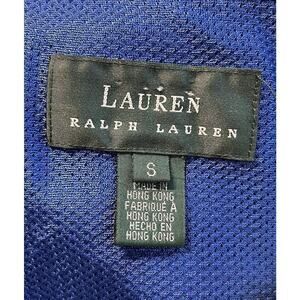 LAUREN
RALPH LAUREN
S
MADE IN
HONG KONG
FABRIQUÉ À
HONG KONG
HECHO EN
HONG KONG